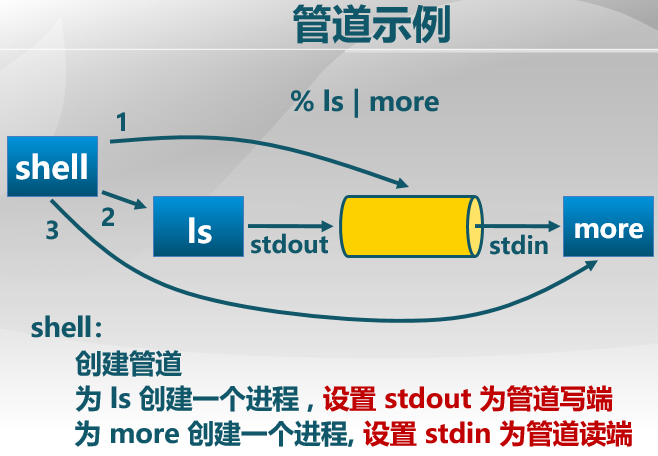 管道示例
% ls | more
1
shell
2
3
ls
stdout
stdin
more
shell：
创建管道
为 ls 创建一个进程 , 设置 stdout 为管道写端
为 more 创建一个进程, 设置 stdin 为管道读端